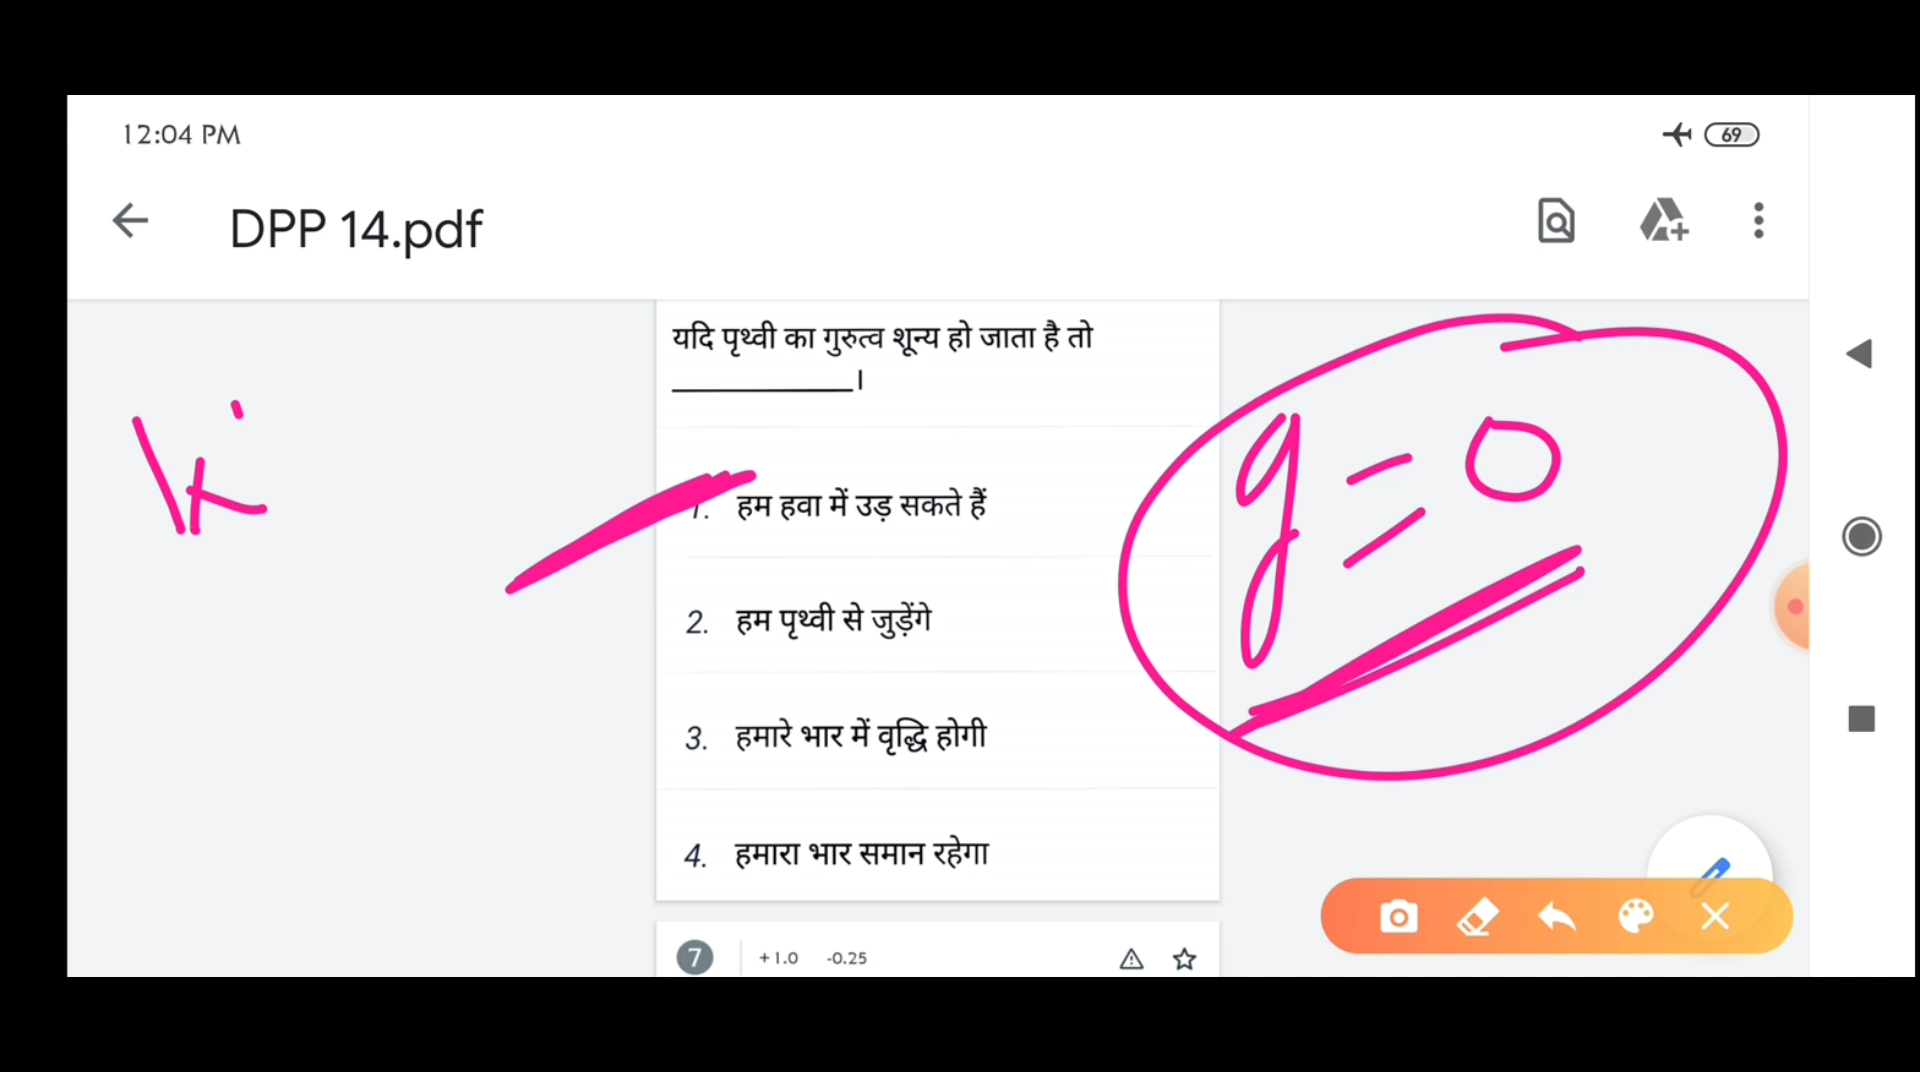 12:04 PM
69
DPP 14.pdf
यदि पृथ्वी का गुरुत्व शून्य हो जाता है तो
____________।
1. हम हवा में उड़ सकते हैं
2. हम पृथ्वी से जुड़ेंगे
3. हमारे भार में वृद्धि होगी
4. हमारा भार समान रहेगा
g = 0
7 +1.0 -0.25